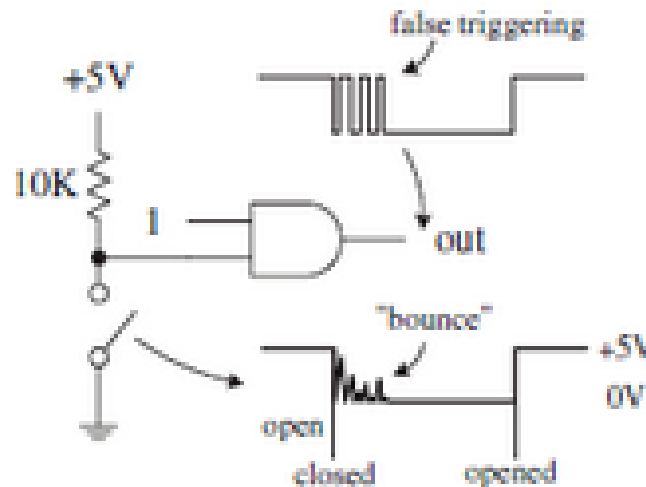 false triggering
+5V
10K
1
out
"bounce"
+5V
0V
open
closed
opened